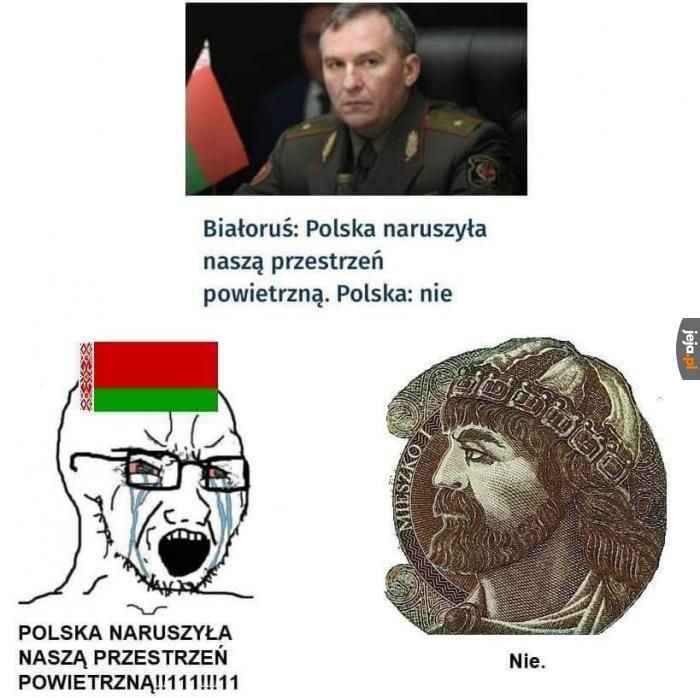 Białoruś: Polska naruszyła
naszą przestrzeń
powietrzną. Polska: nie
jeja.pl
MIESZKO I
POLSKA NARUSZYŁA
NASZĄ PRZESTRZEŃ
POWIETRZNĄ!!111!!!11
Nie.